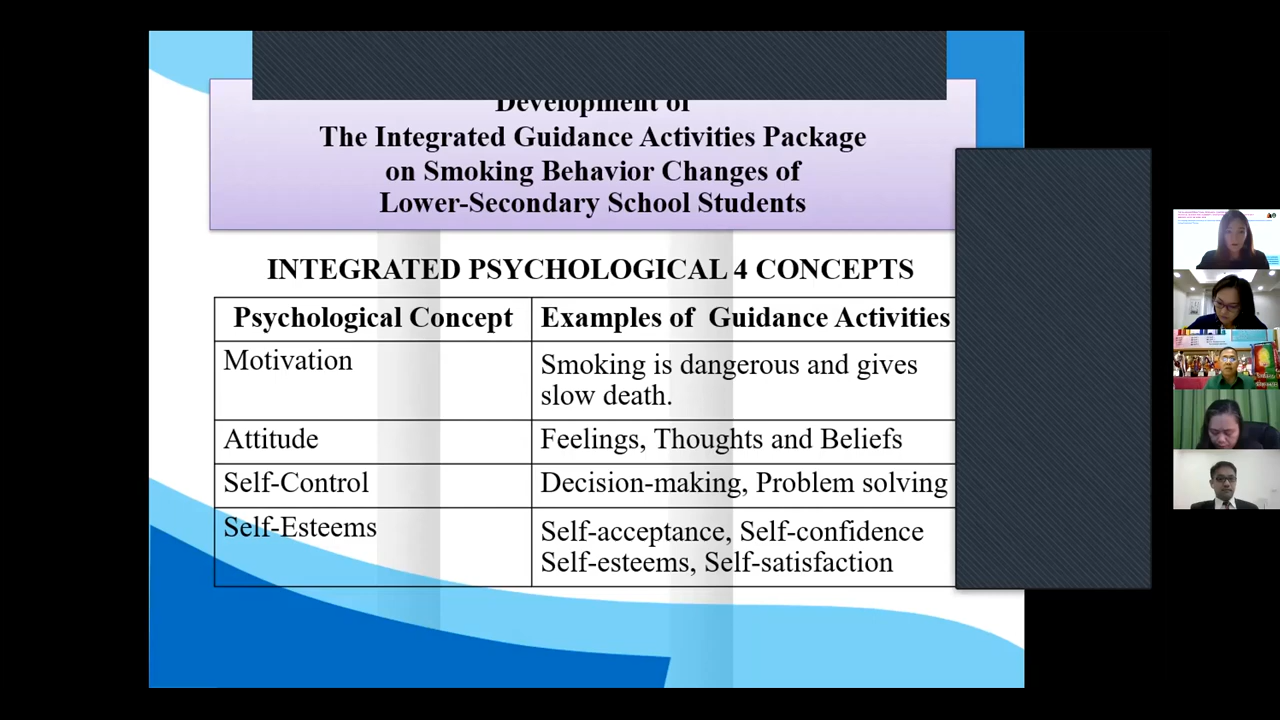 Development of
The Integrated Guidance Activities Package
on Smoking Behavior Changes of
Lower-Secondary School Students
INTEGRATED PSYCHOLOGICAL 4 CONCEPTS
Psychological Concept Examples of Guidance Activities
Motivation Smoking is dangerous and gives
slow death.
Attitude Feelings, Thoughts and Beliefs
Self-Control Decision-making, Problem solving
Self-Esteems Self-acceptance, Self-confidence
Self-esteems, Self-satisfaction